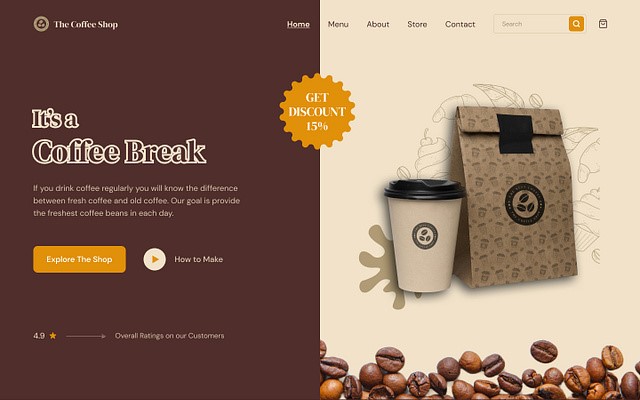 The Coffee Shop
Home
Menu
About
Store
Contact
Search
GET
DISCOUNT
15%
It's a
Coffee Break
If you drink coffee regularly you will know the difference
between fresh coffee and old coffee. Our goal is provide
the freshest coffee beans in each day.
Explore The Shop
How to Make
4.9
Overall Ratings on our Customers